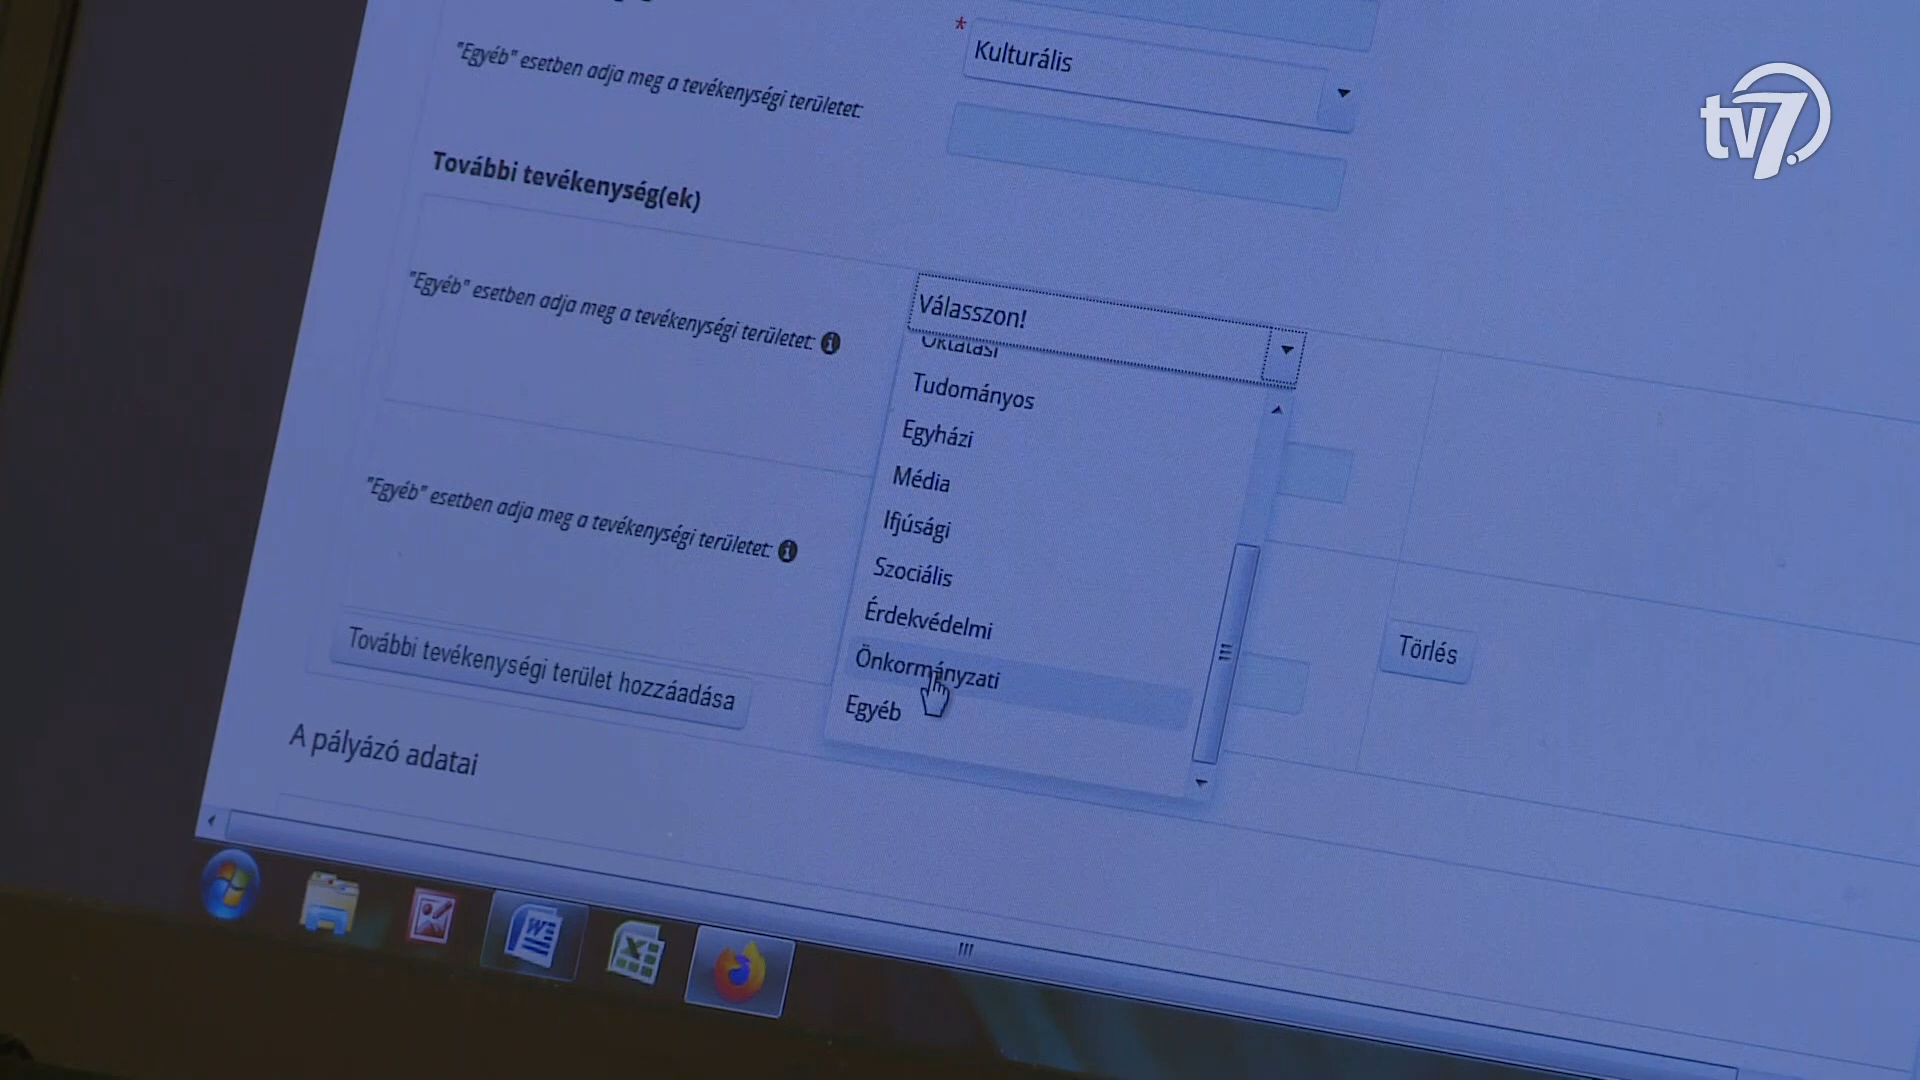 * Kulturális
"Egyéb" esetben adja meg a tevékenységi területet:
További tevékenység(ek)
Válasszon!
"Egyéb" esetben adja meg a tevékenységi területet:
Oktatási
Tudományos
Egyházi
Média
Ifjúsági
Szociális
Érdekvédelmi
Önkormányzati
Egyéb
"Egyéb" esetben adja meg a tevékenységi területet:
Törlés
További tevékenységi terület hozzáadása
A pályázó adatai
tv7.